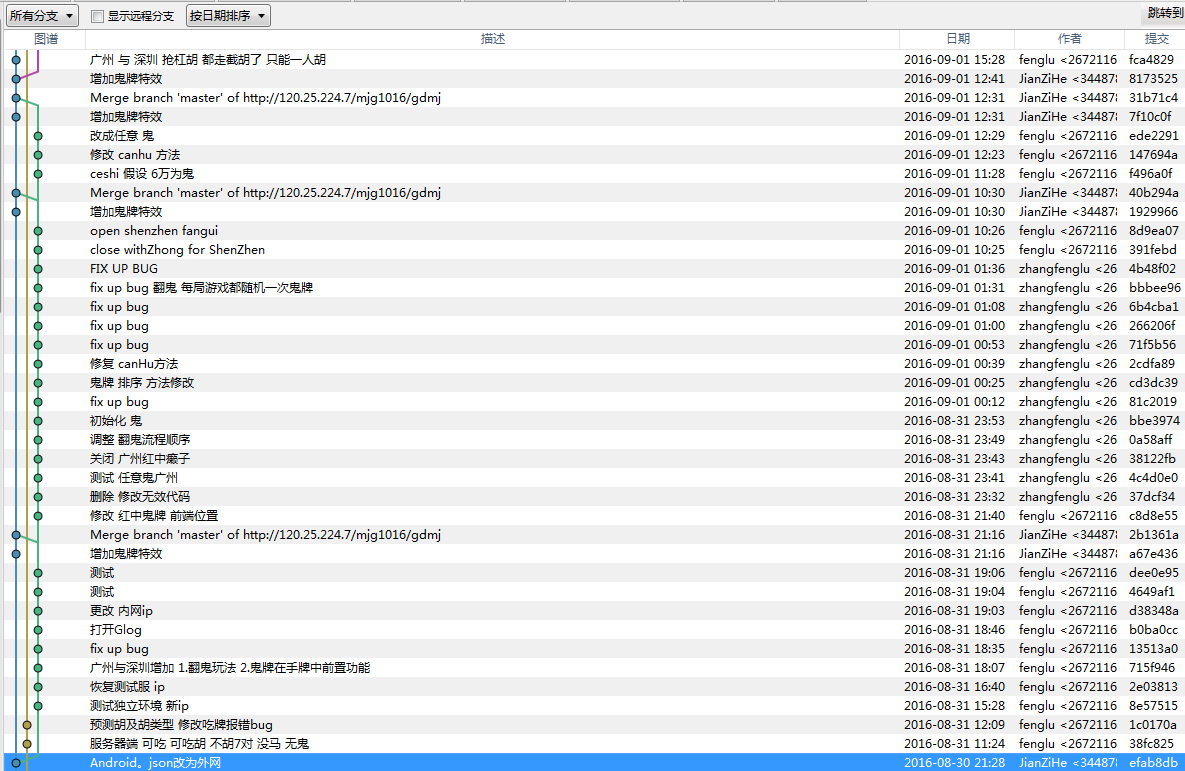 所有分支 显示远程分支 按日期排序 跳转到
图谱 描述 日期 作者 提交
广州 与 深圳 抢杠胡 都走截胡了 只能一人胡 2016-09-01 15:28 fenglu <2672116 fca4829
增加鬼牌特效 2016-09-01 12:41 JianZiHe <34487 8173525
Merge branch 'master' of http://120.25.224.7/mjg1016/gdmj 2016-09-01 12:31 JianZiHe <34487 31b71c4
增加鬼牌特效 2016-09-01 12:31 JianZiHe <34487 7f10c0f
改成任意 鬼 2016-09-01 12:29 fenglu <2672116 ede2291
修改 canhu 方法 2016-09-01 12:23 fenglu <2672116 147694a
ceshi 假设 6万为鬼 2016-09-01 11:28 fenglu <2672116 f496a0f
Merge branch 'master' of http://120.25.224.7/mjg1016/gdmj 2016-09-01 10:30 JianZiHe <34487 40b294a
增加鬼牌特效 2016-09-01 10:30 JianZiHe <34487 1929966
open shenzhen fangui 2016-09-01 10:26 fenglu <2672116 8d9ea07
close withZhong for ShenZhen 2016-09-01 10:25 fenglu <2672116 391febd
FIX UP BUG 2016-09-01 01:36 zhangfenglu <26 4b48f02
fix up bug 翻鬼 每局游戏都随机一次鬼牌 2016-09-01 01:31 zhangfenglu <26 bbbee96
fix up bug 2016-09-01 01:08 zhangfenglu <26 6b4cba1
fix up bug 2016-09-01 01:00 zhangfenglu <26 266206f
fix up bug 2016-09-01 00:53 zhangfenglu <26 71f5b56
修复 canHu方法 2016-09-01 00:39 zhangfenglu <26 2cdfa89
鬼牌 排序 方法修改 2016-09-01 00:25 zhangfenglu <26 cd3dc39
fix up bug 2016-09-01 00:12 zhangfenglu <26 81c2019
初始化 鬼 2016-08-31 23:53 zhangfenglu <26 bbe3974
调整 翻鬼流程顺序 2016-08-31 23:49 zhangfenglu <26 0a58aff
关闭 广州红中癞子 2016-08-31 23:43 zhangfenglu <26 38122fb
测试 任意鬼广州 2016-08-31 23:41 zhangfenglu <26 4c4d0e0
删除 修改无效代码 2016-08-31 23:32 zhangfenglu <26 37dcf34
修改 红中鬼牌 前端位置 2016-08-31 21:40 fenglu <2672116 c8d8e55
Merge branch 'master' of http://120.25.224.7/mjg1016/gdmj 2016-08-31 21:16 JianZiHe <34487 2b1361a
增加鬼牌特效 2016-08-31 21:16 JianZiHe <34487 a67e436
测试 2016-08-31 19:06 fenglu <2672116 dee0e95
测试 2016-08-31 19:04 fenglu <2672116 4649af1
更改 内网ip 2016-08-31 19:03 fenglu <2672116 d38348a
打开Glog 2016-08-31 18:46 fenglu <2672116 b0ba0cc
fix up bug 2016-08-31 18:35 fenglu <2672116 13513a0
广州与深圳增加 1.翻鬼玩法 2.鬼牌在手牌中前置功能 2016-08-31 18:07 fenglu <2672116 715f946
恢复测试服 ip 2016-08-31 16:40 fenglu <2672116 2e03813
测试独立环境 新ip 2016-08-31 15:28 fenglu <2672116 8e57515
预测胡及胡类型 修改吃牌报错bug 2016-08-31 12:09 fenglu <2672116 1c0170a
服务器端 可吃 可吃胡 不胡7对 没马 无鬼 2016-08-31 11:24 fenglu <2672116 38fc825
Android。json改为外网 2016-08-30 21:28 JianZiHe <34487 efab8db